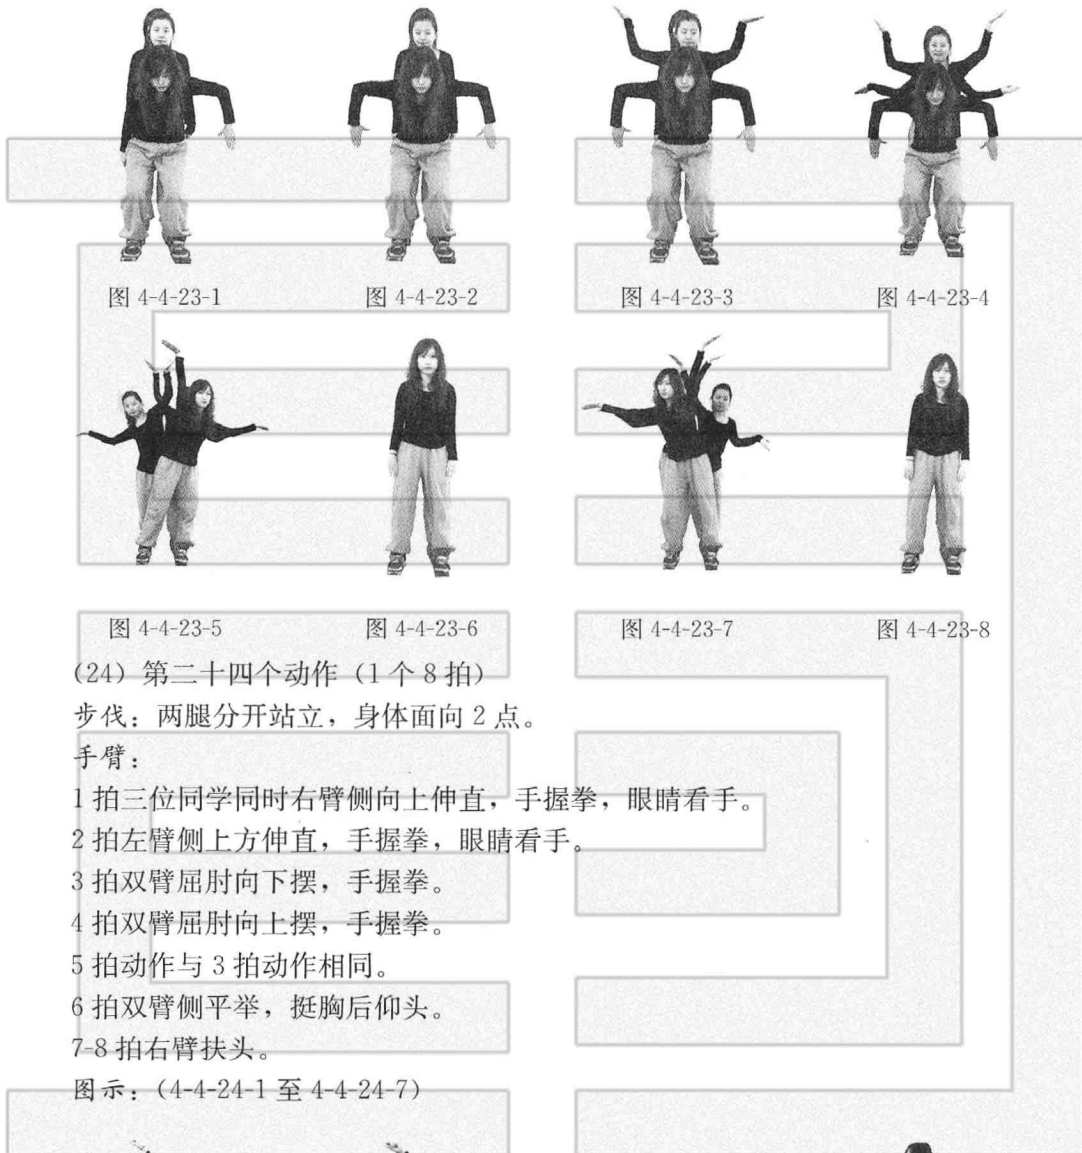 图 4-4-23-1 图 4-4-23-2 图 4-4-23-3 图 4-4-23-4
图 4-4-23-5 图 4-4-23-6 图 4-4-23-7 图 4-4-23-8
(24) 第二十四个动作（1 个 8 拍）
步伐：两腿分开站立，身体面向 2 点。
手臂：
1 拍三位同学同时右臂侧向上伸直，手握拳，眼睛看手。
2 拍左臂侧上方伸直，手握拳，眼睛看手。
3 拍双臂屈肘向下摆，手握拳。
4 拍双臂屈肘向上摆，手握拳。
5 拍动作与 3 拍动作相同。
6 拍双臂侧平举，挺胸后仰头。
7-8 拍右臂扶头。
图示：（4-4-24-1 至 4-4-24-7）